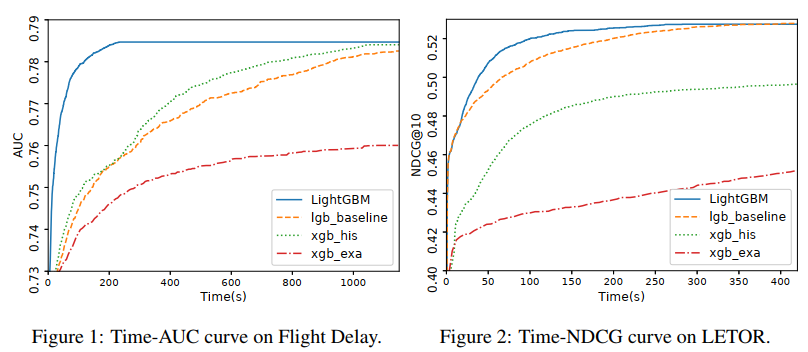 0.79
0.78
0.77
0.76
0.75
0.74
0.73
AUC
0 200 400 600 800 1000
Time(s)
LightGBM
lgb_baseline
xgb_his
xgb_exa
Figure 1: Time-AUC curve on Flight Delay.
0.52
0.50
0.48
0.46
0.44
0.42
0.40
NDCG@10
0 50 100 150 200 250 300 350 400
Time(s)
LightGBM
lgb_baseline
xgb_his
xgb_exa
Figure 2: Time-NDCG curve on LETOR.